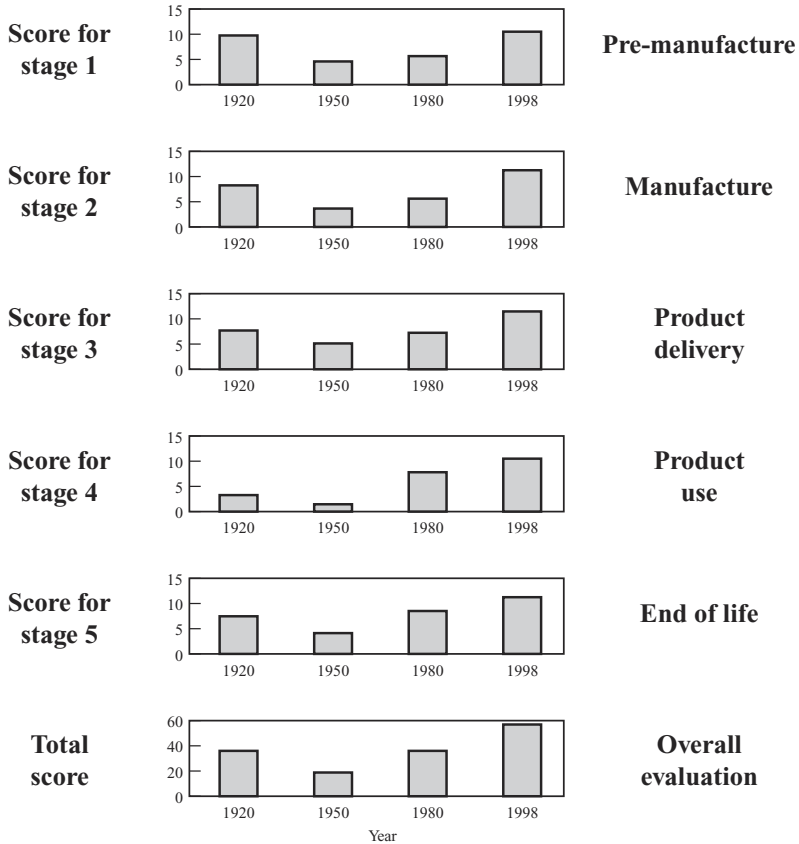 Score for
stage 1
15
10
5
0
1920 1950 1980 1998
Pre-manufacture
Score for
stage 2
15
10
5
0
1920 1950 1980 1998
Manufacture
Score for
stage 3
15
10
5
0
1920 1950 1980 1998
Product
delivery
Score for
stage 4
15
10
5
0
1920 1950 1980 1998
Product
use
Score for
stage 5
15
10
5
0
1920 1950 1980 1998
End of life
Total
score
60
40
20
0
1920 1950 1980 1998
Year
Overall
evaluation